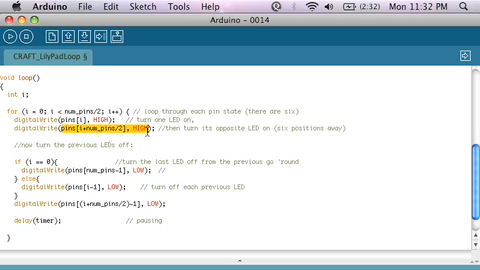 Arduino File Edit Sketch Tools Help (2:32) Mon 11:32 PM
Arduino - 0014
CRAFT_LilyPadLoop §
void loop()
{
int i;
for (i = 0; i < num_pins/2; i++) { // loop through each pin state (there are six)
digitalWrite(pins[i], HIGH); // turn one LED on,
digitalWrite(pins[i+num_pins/2], HIGH); //then turn its opposite LED on (six positions away)
//now turn the previous LEDs off:
if (i == 0){ //turn the last LED off from the previous go 'round
digitalWrite(pins[num_pins-1], LOW); //
} else{
digitalWrite(pins[i-1], LOW); // turn off each previous LED
}
digitalWrite(pins[(i+num_pins/2)-1], LOW);
delay(timer); // pausing
}